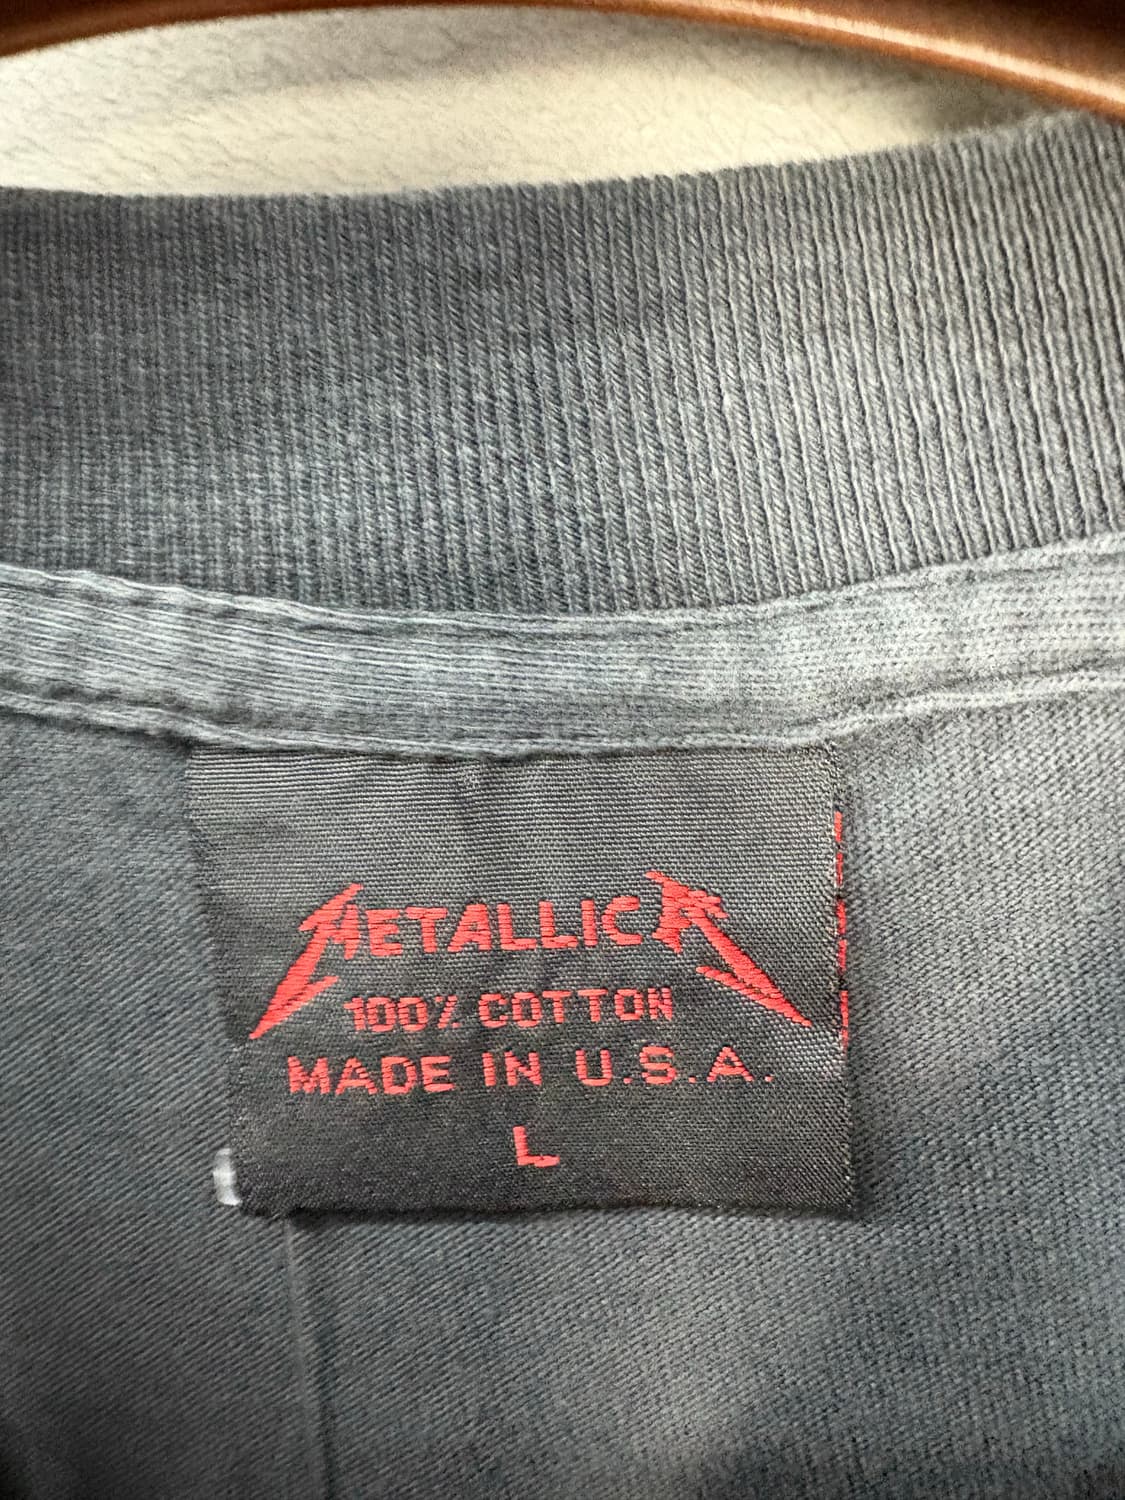 METALLICA
100% COTTON
MADE IN U.S.A.
L